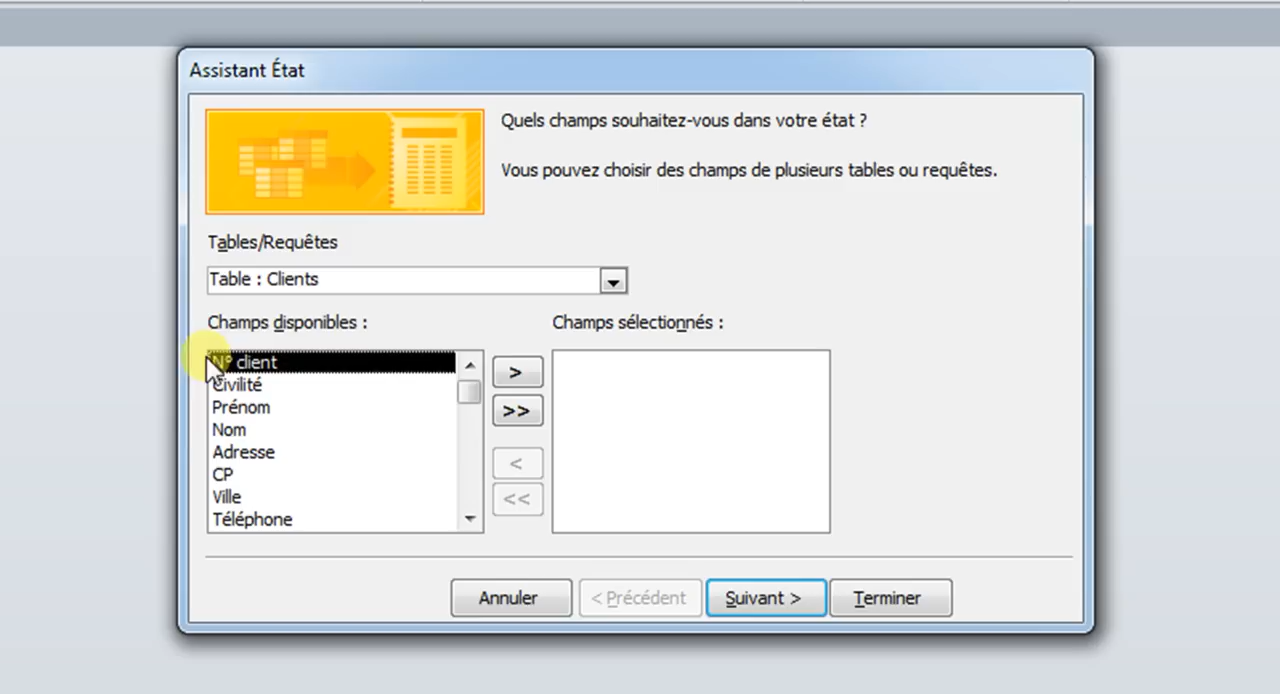 Assistant État
Quels champs souhaitez-vous dans votre état ?
Vous pouvez choisir des champs de plusieurs tables ou requêtes.
Tables/Requêtes
Table : Clients
Champs disponibles :
Champs sélectionnés :
N° client
Civilité
Prénom
Nom
Adresse
CP
Ville
Téléphone
>
>>
<
<<
Annuler
< Précédent
Suivant >
Terminer